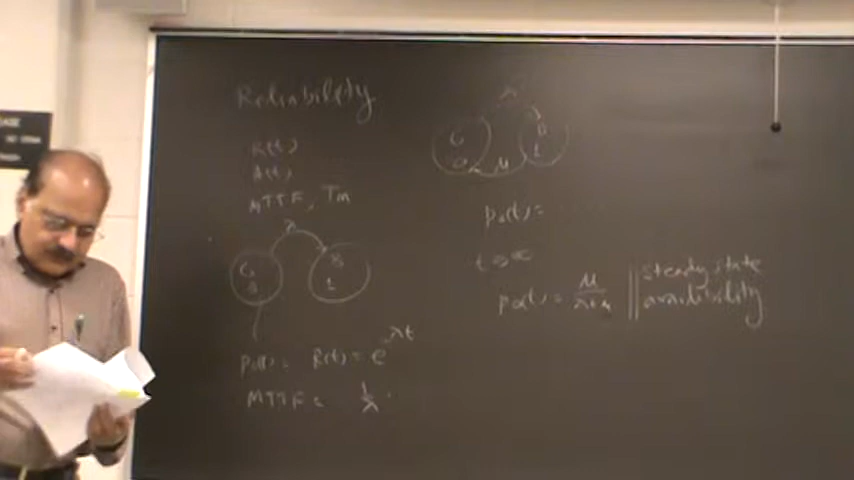 Reliability
R(t)
A(t)
MTTF, Tm
λ
G
0
B
1
P₀(t) = R(t) = e^-λt
MTTF = 1/λ
λ
G
0
B
1
μ
P₀(t) =
t → ∞
P₀(t) = μ/(λ+μ) || steady state
availability